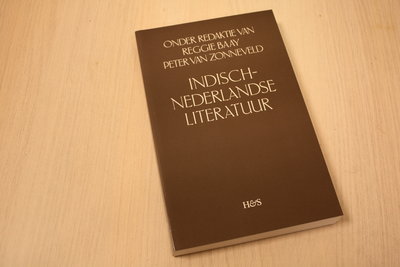 ONDER REDAKTIE VAN
REGGIE BAAY
PETER VAN ZONNEVELD
INDISCH-
NEDERLANDSE
LITERATUUR
H&S